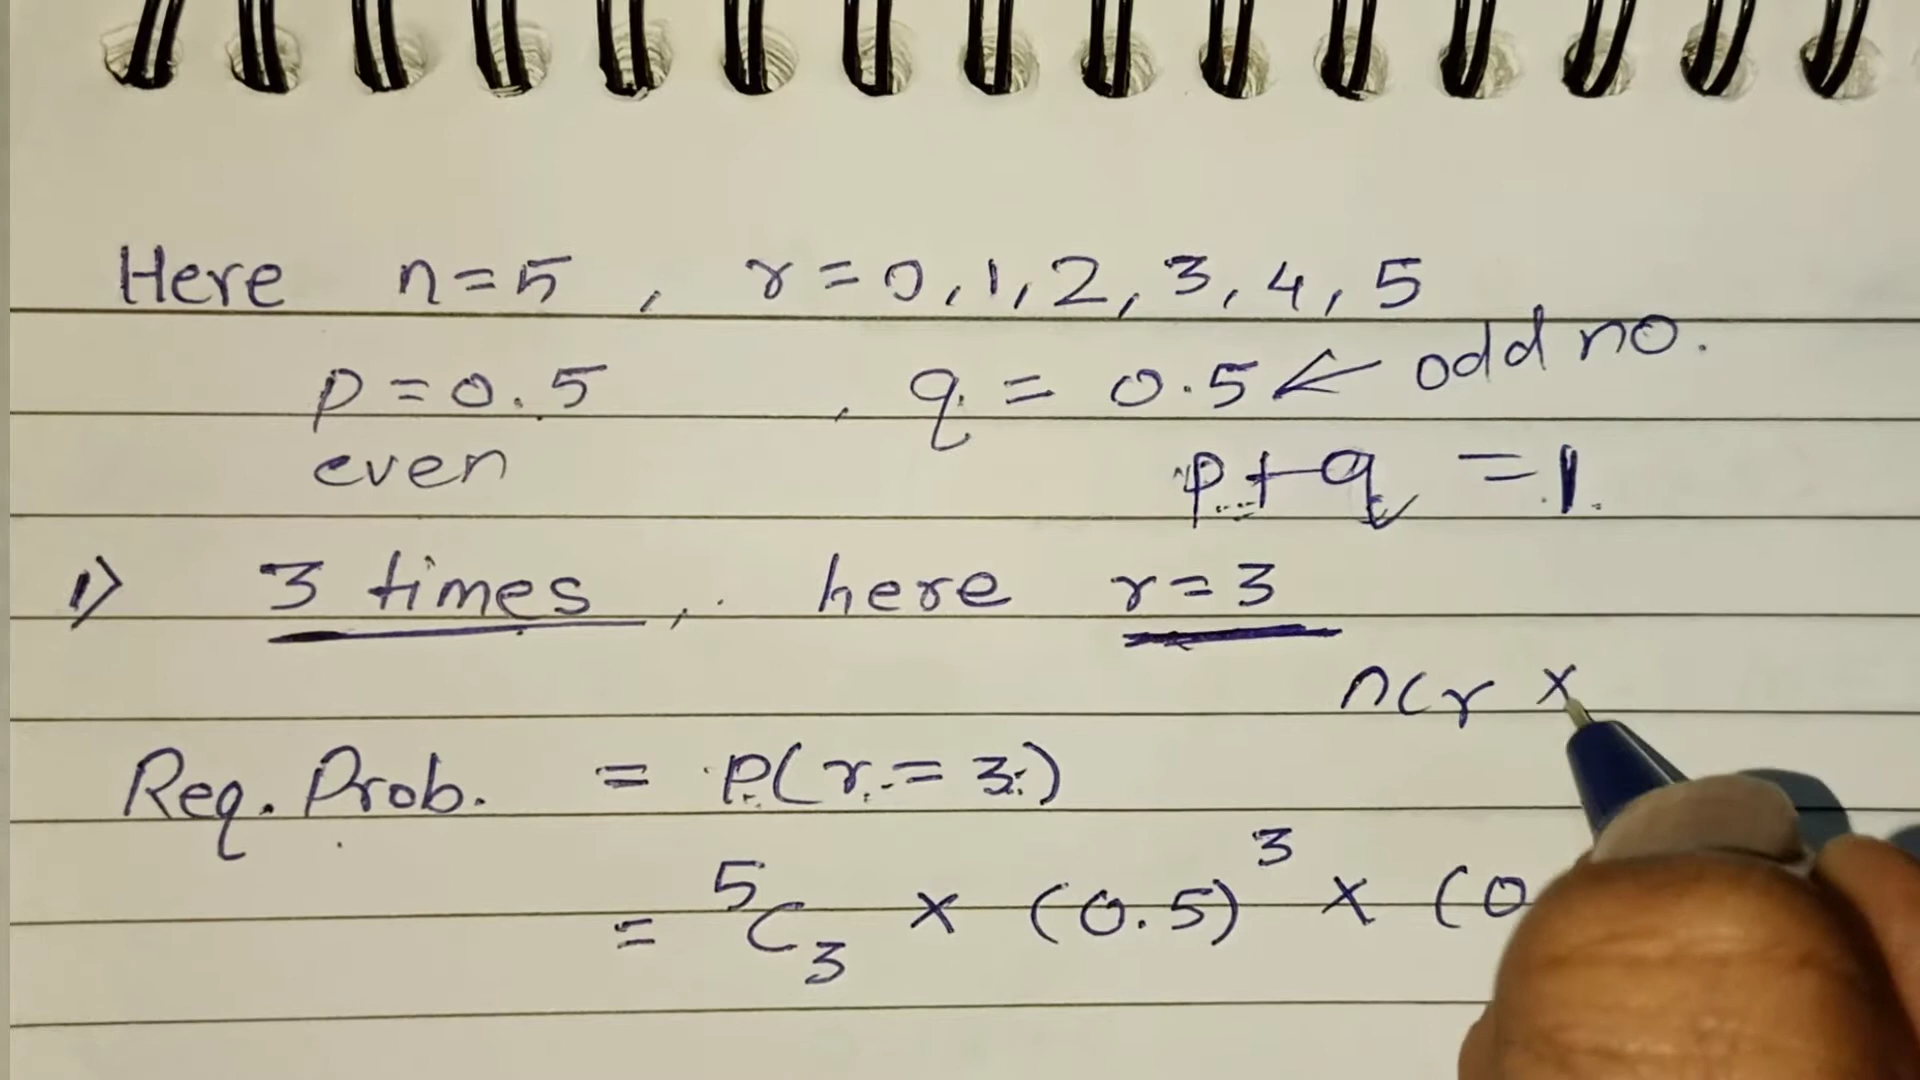 Here n=5, r=0,1,2,3,4,5
p=0.5, q=0.5 ← odd no.
even p+q=1.
1) 3 times, here r=3
ncr ×
Req. Prob. = P(r=3)
= ⁵C₃ × (0.5)³ × (0